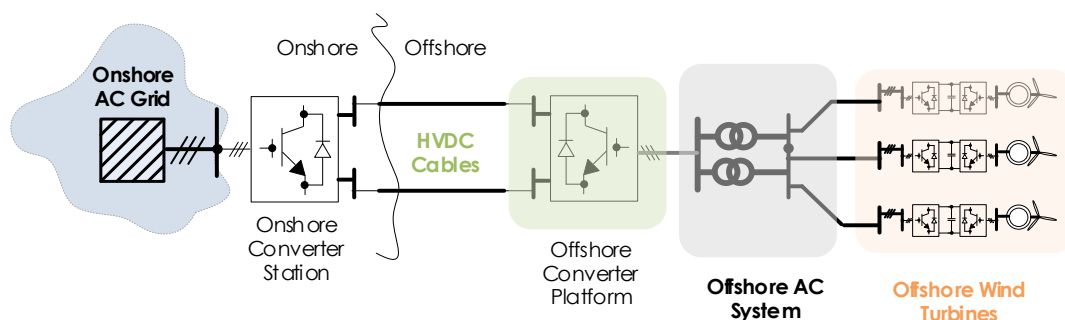 Onshore
Offshore
Onshore
AC Grid
HVDC
Cables
Onshore
Converter
Station
Offshore
Converter
Platform
Offshore AC
System
Offshore Wind
Turbines